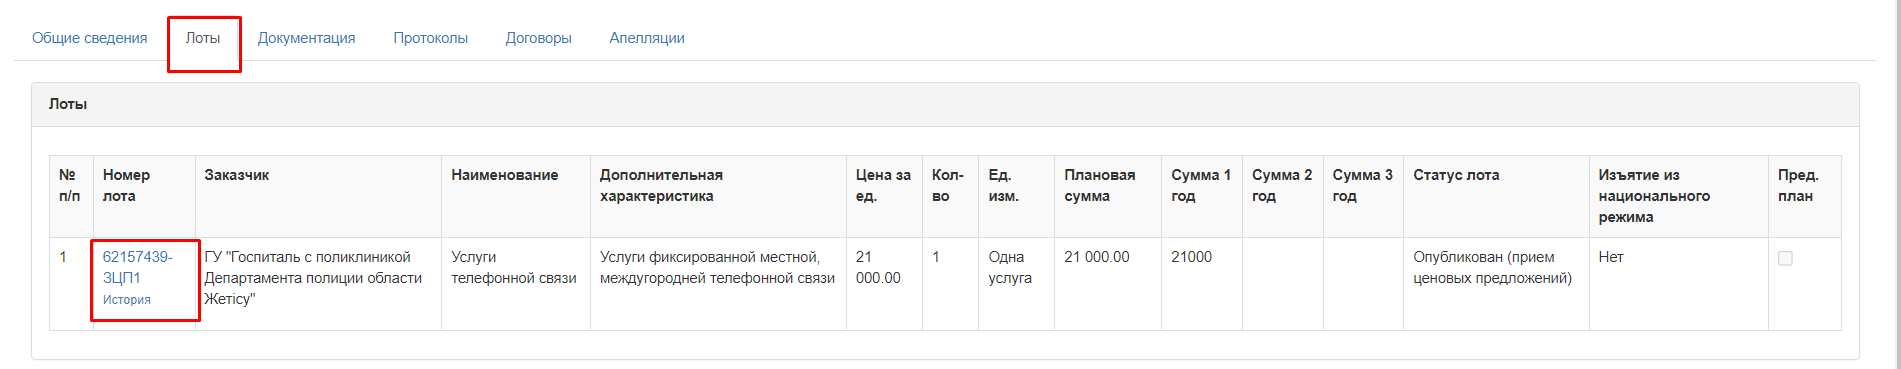 Общие сведения Лоты Документация Протоколы Договоры Апелляции
Лоты
№ п/п
Номер лота
Заказчик
Наименование
Дополнительная характеристика
Цена за ед.
Кол-во
Ед. изм.
Плановая сумма
Сумма 1 год
Сумма 2 год
Сумма 3 год
Статус лота
Изъятие из национального режима
Пред. план
1
62157439-ЗЦП1
История
ГУ "Госпиталь с поликлиникой Департамента полиции области Жетісу"
Услуги телефонной связи
Услуги фиксированной местной, междугородней телефонной связи
21 000.00
1
Одна услуга
21 000.00
21000
Опубликован (прием ценовых предложений)
Нет